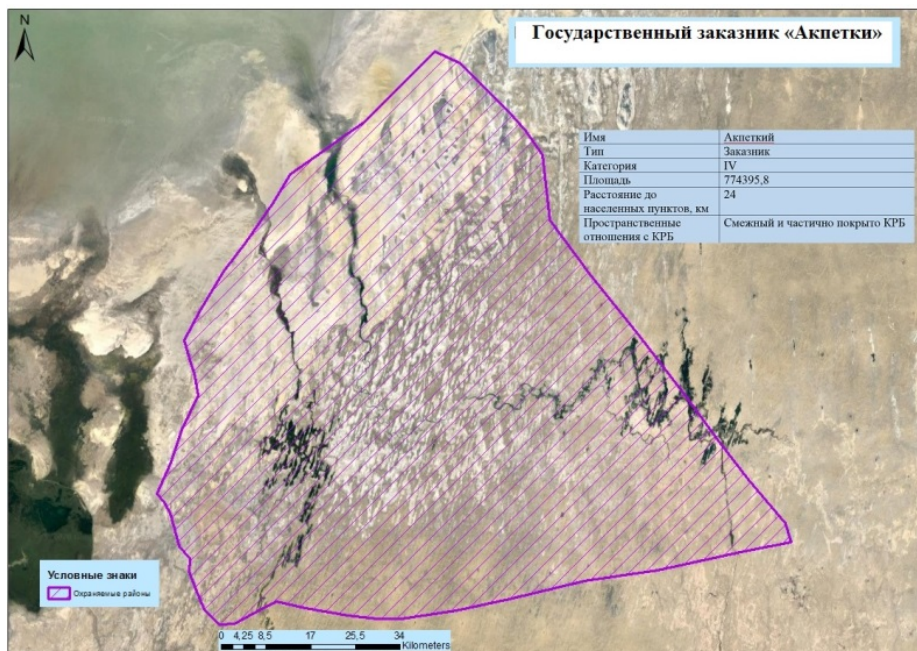 N
Государственный заказник «Акпетки»
Имя Акпеткий
Тип Заказник
Категория IV
Площадь 774395,8
Расстояние до населенных пунктов, км 24
Пространственные отношения с КРБ Смежный и частично покрыто КРБ
Условные знаки
Охраняемые районы
0 4,25 8,5 17 25,5 34
Kilometers